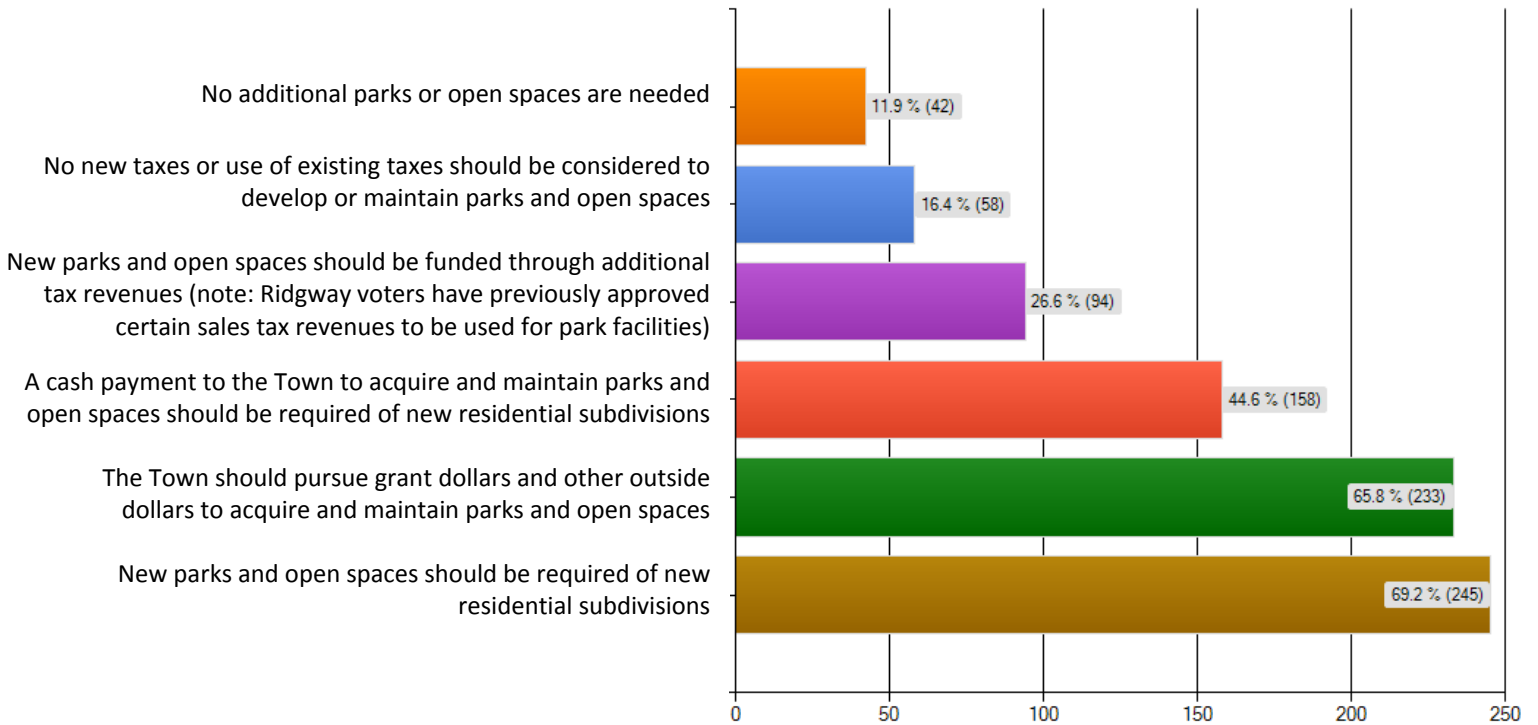 No additional parks or open spaces are needed
11.9 % (42)
No new taxes or use of existing taxes should be considered to
develop or maintain parks and open spaces
16.4 % (58)
New parks and open spaces should be funded through additional
tax revenues (note: Ridgway voters have previously approved
certain sales tax revenues to be used for park facilities)
26.6 % (94)
A cash payment to the Town to acquire and maintain parks and
open spaces should be required of new residential subdivisions
44.6 % (158)
The Town should pursue grant dollars and other outside
dollars to acquire and maintain parks and open spaces
65.8 % (233)
New parks and open spaces should be required of new
residential subdivisions
69.2 % (245)
0 50 100 150 200 250